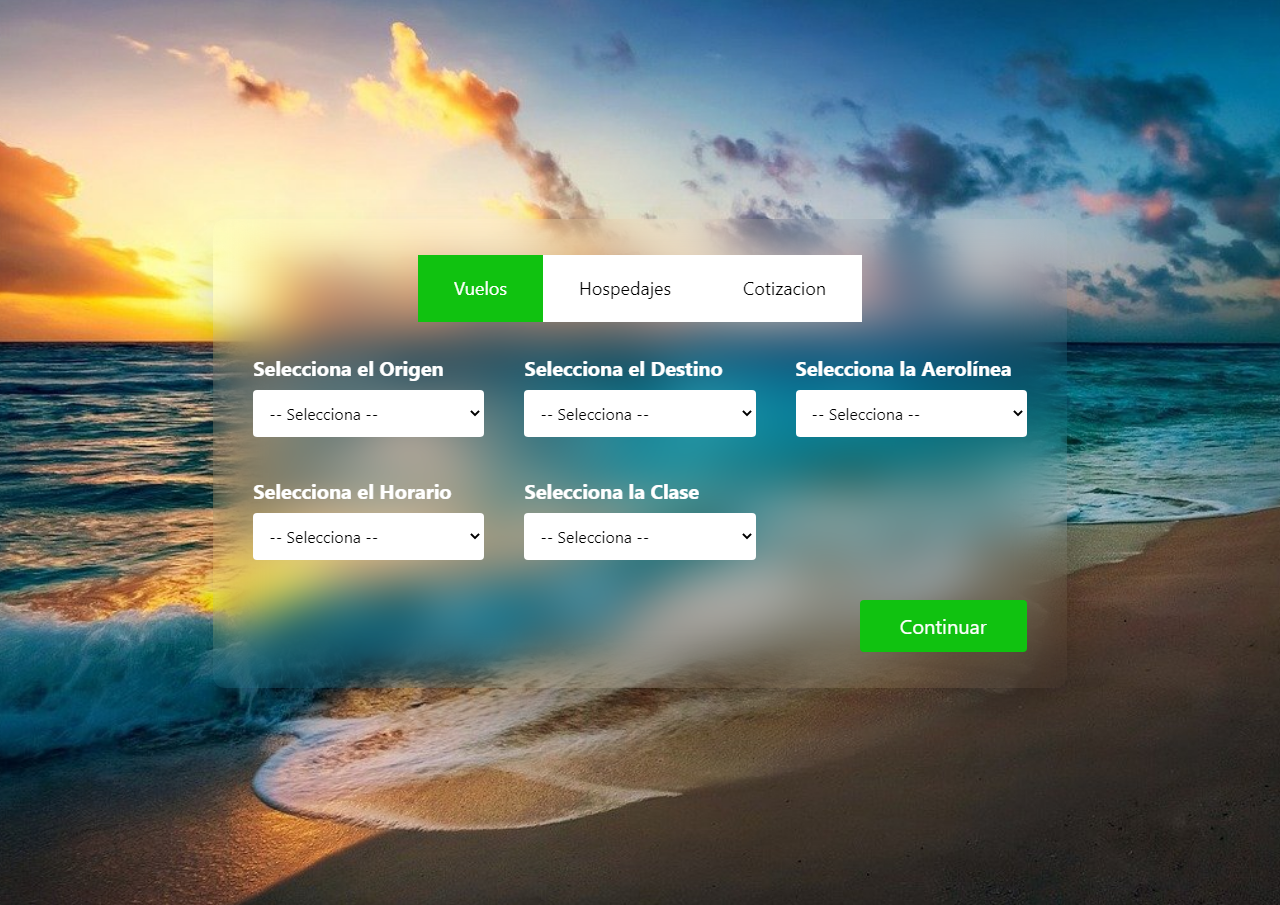 Vuelos Hospedajes Cotizacion
Selecciona el Origen Selecciona el Destino Selecciona la Aerolínea
-- Selecciona -- -- Selecciona -- -- Selecciona --
Selecciona el Horario Selecciona la Clase
-- Selecciona -- -- Selecciona --
Continuar